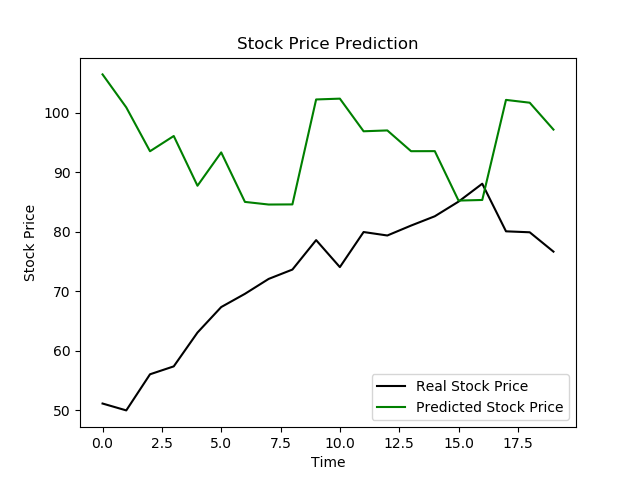 Stock Price Prediction
Stock Price
100
90
80
70
60
50
0.0 2.5 5.0 7.5 10.0 12.5 15.0 17.5
Time
Real Stock Price
Predicted Stock Price